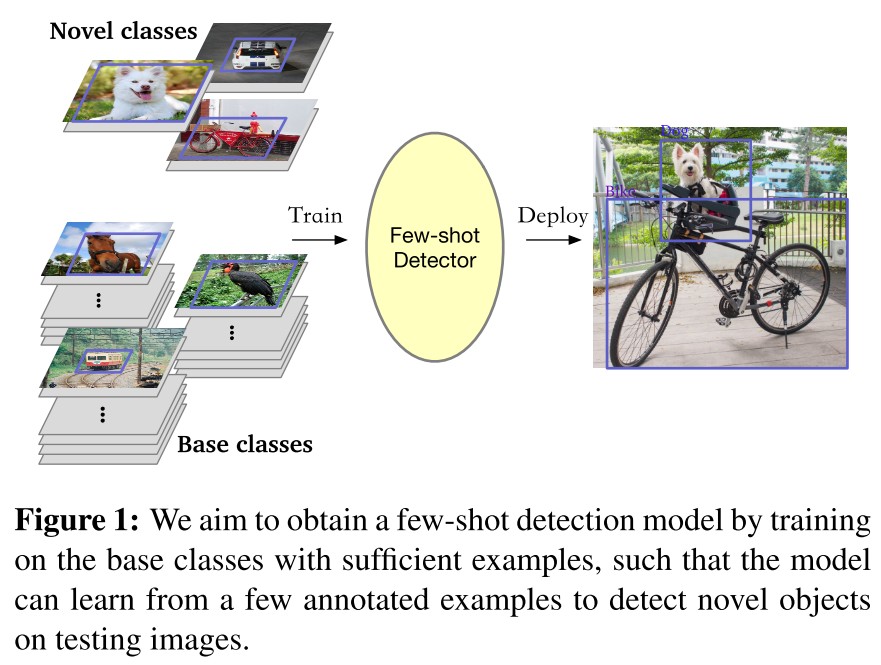 Novel classes
Train
Few-shot
Detector
Deploy
Dog
Bike
Base classes
Figure 1: We aim to obtain a few-shot detection model by training
on the base classes with sufficient examples, such that the model
can learn from a few annotated examples to detect novel objects
on testing images.